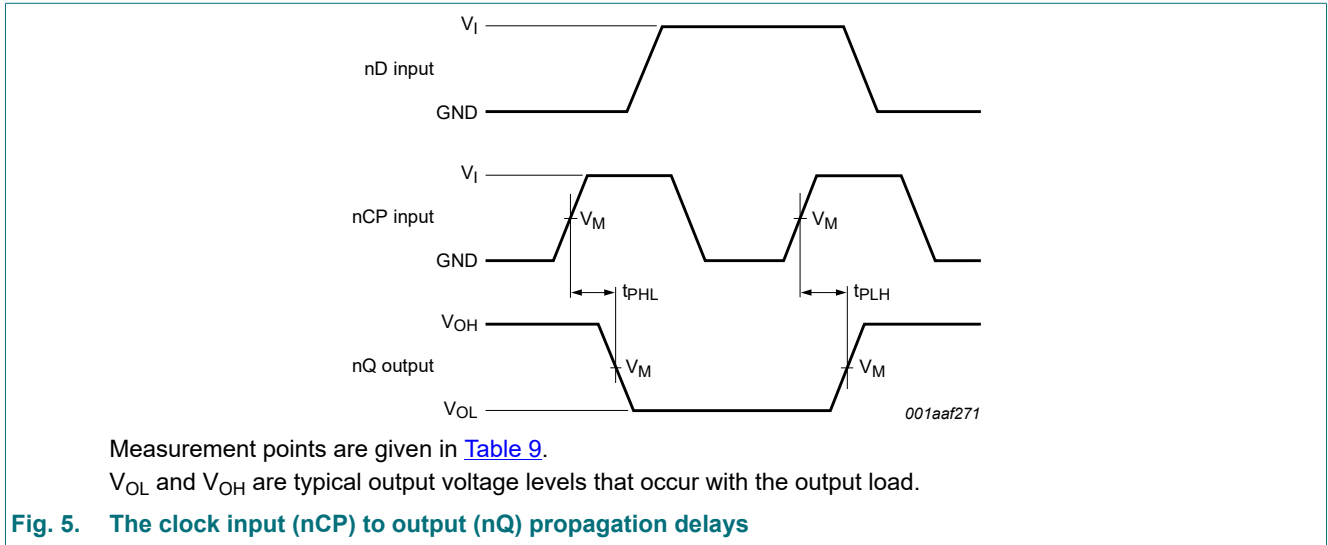 VI
nD input
GND
VI
nCP input
VM
VM
GND
tPHL
tPLH
VOH
nQ output
VM
VM
VOL
001aaf271
Measurement points are given in Table 9.
VOL and VOH are typical output voltage levels that occur with the output load.
Fig. 5. The clock input (nCP) to output (nQ) propagation delays